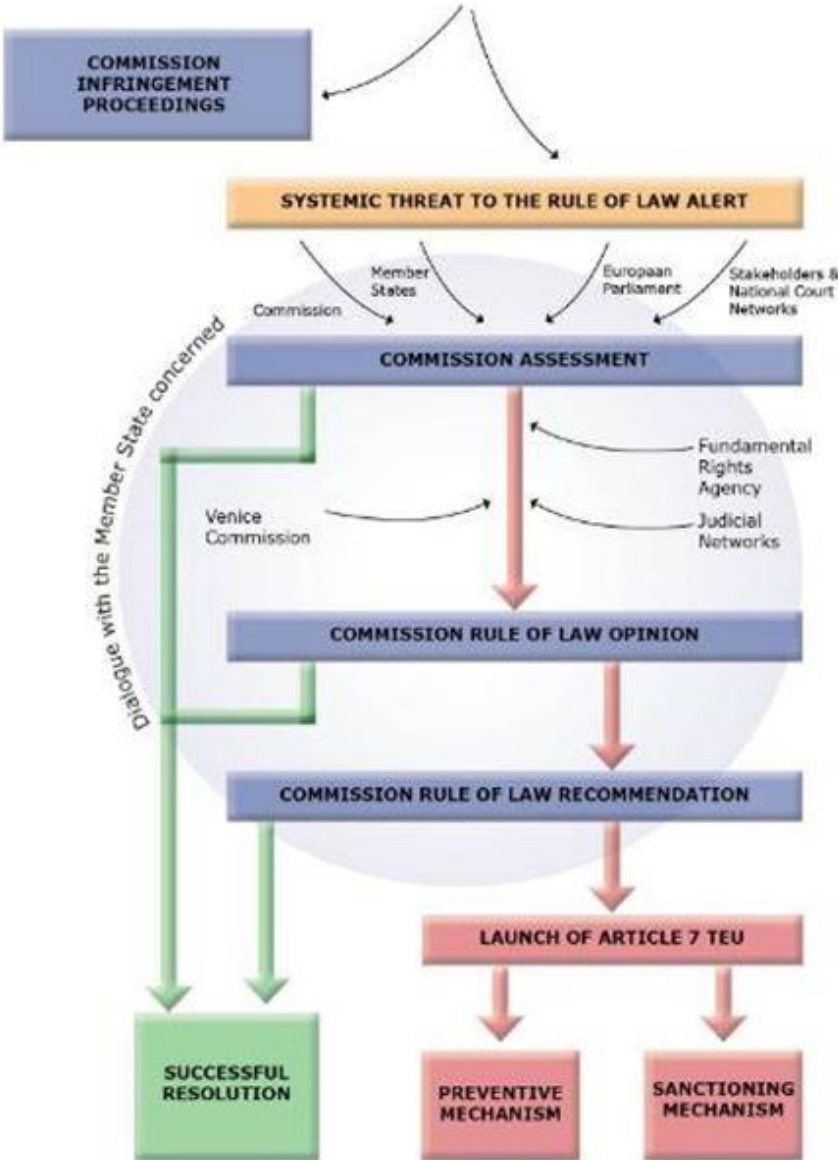 COMMISSION
INFRINGEMENT
PROCEEDINGS
SYSTEMIC THREAT TO THE RULE OF LAW ALERT
Commission
Member
States
Europaan
Parliament
Stakeholders &
National Court
Networks
COMMISSION ASSESSMENT
Dialogue with the Member State concerned
Fundamental
Rights
Agency
Venice
Commission
Judicial
Networks
COMMISSION RULE OF LAW OPINION
COMMISSION RULE OF LAW RECOMMENDATION
LAUNCH OF ARTICLE 7 TEU
SUCCESSFUL
RESOLUTION
PREVENTIVE
MECHANISM
SANCTIONING
MECHANISM